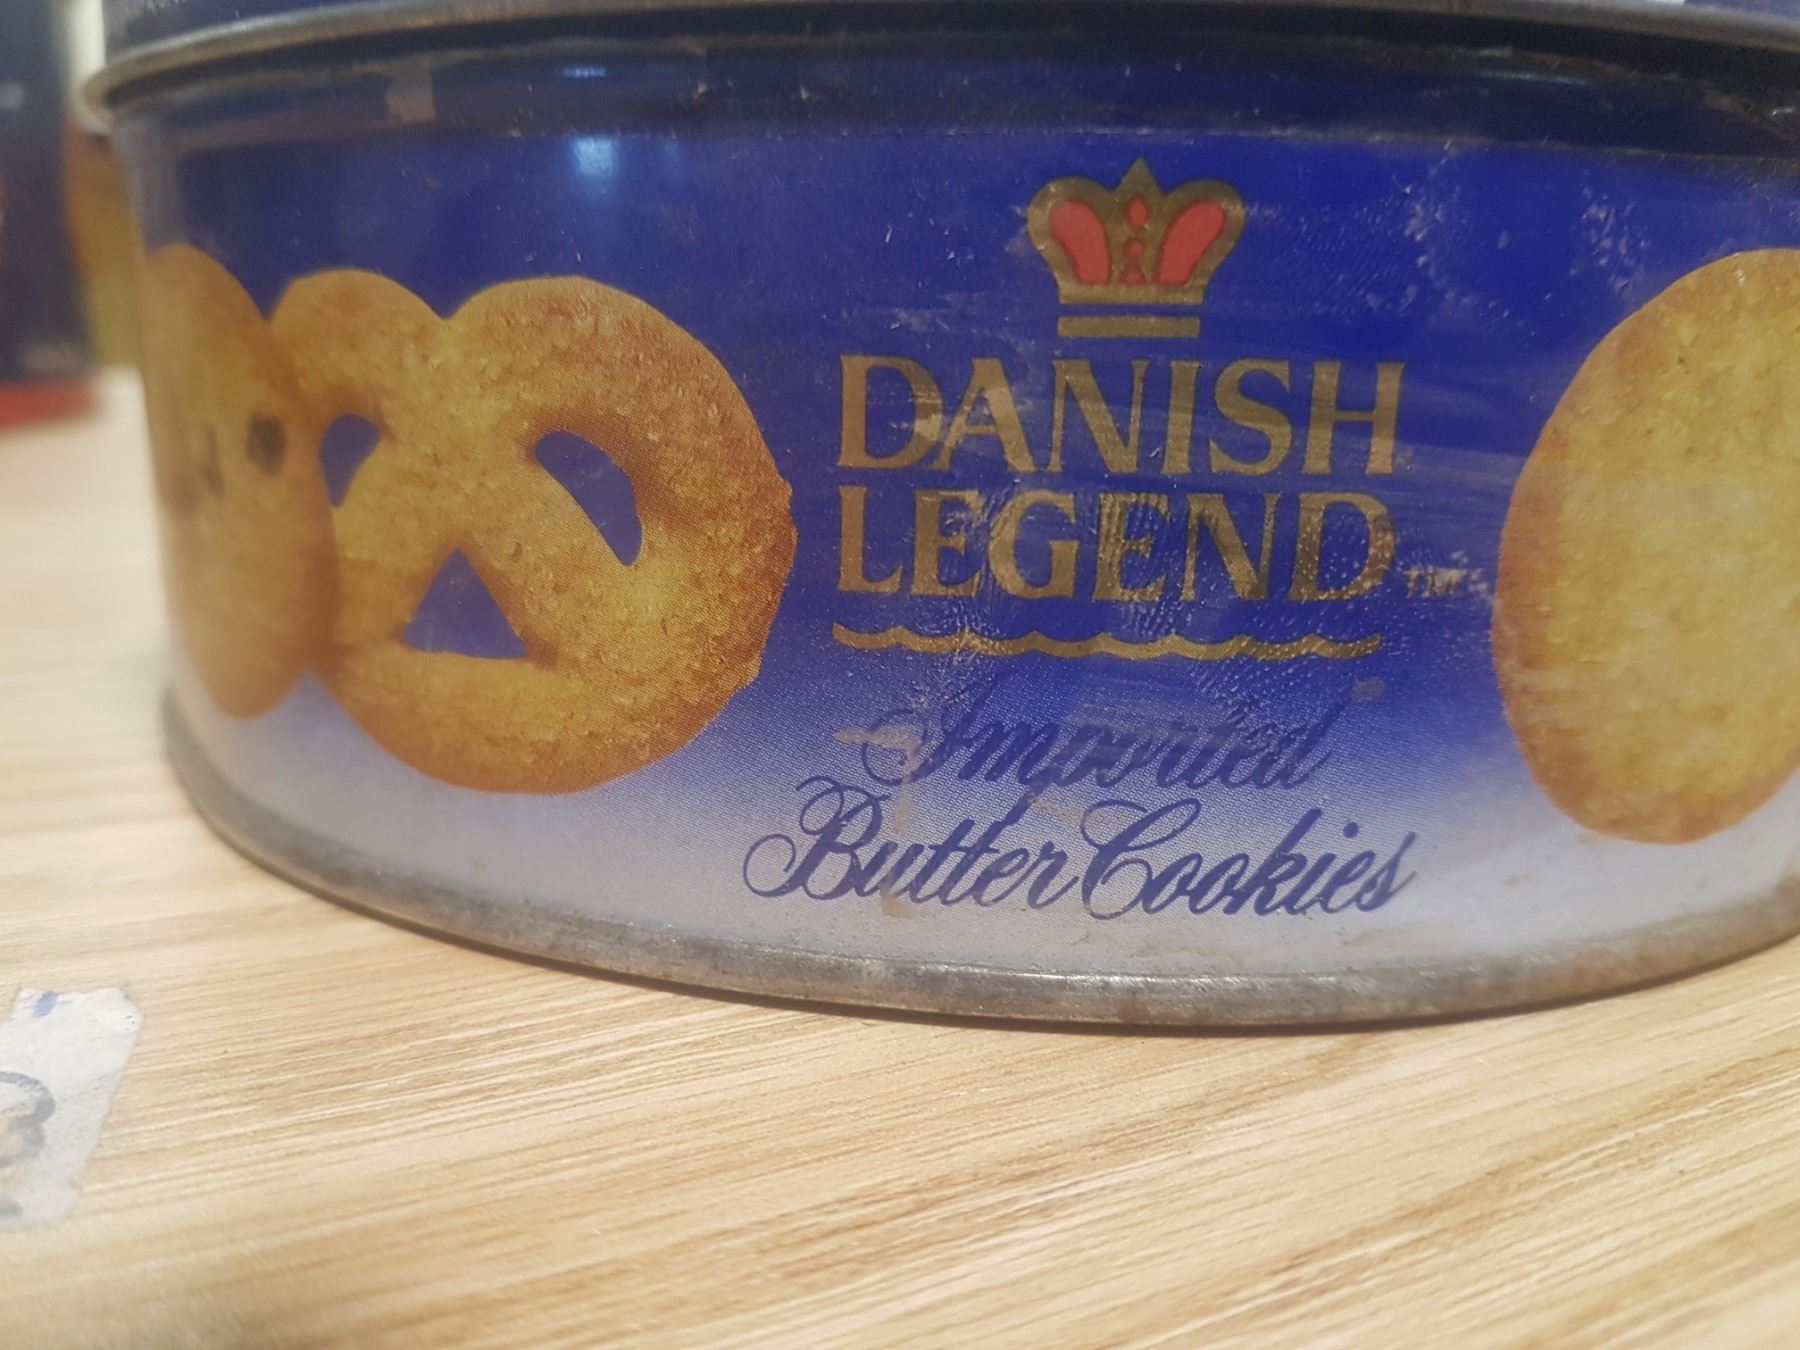 DANISH
LEGEND™
Imported
Butter Cookies